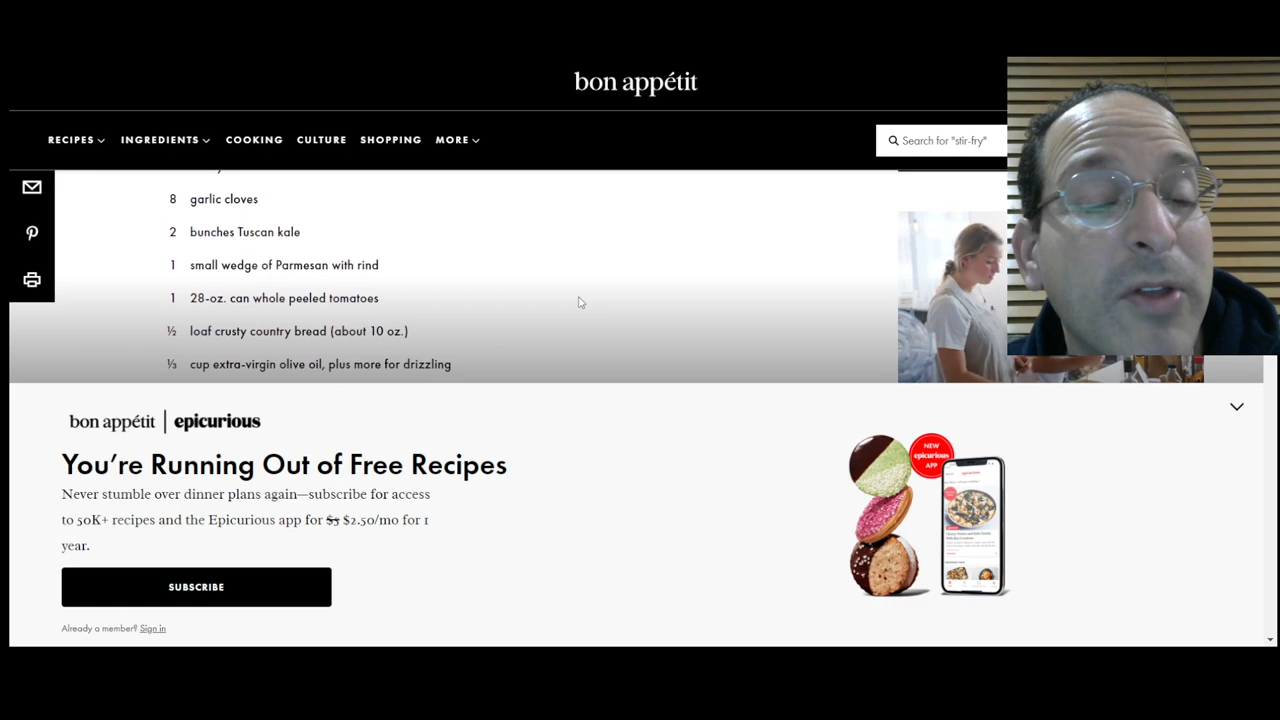 bon appétit
RECIPES INGREDIENTS COOKING CULTURE SHOPPING MORE
Search for "stir-fry"
8 garlic cloves
2 bunches Tuscan kale
1 small wedge of Parmesan with rind
1 28-oz. can whole peeled tomatoes
½ loaf crusty country bread (about 10 oz.)
⅓ cup extra-virgin olive oil, plus more for drizzling
bon appétit | epicurious
You're Running Out of Free Recipes
Never stumble over dinner plans again—subscribe for access
to 50K+ recipes and the Epicurious app for $5 $2.50/mo for 1
year.
SUBSCRIBE
Already a member? Sign in
NEW
epicurious
APP